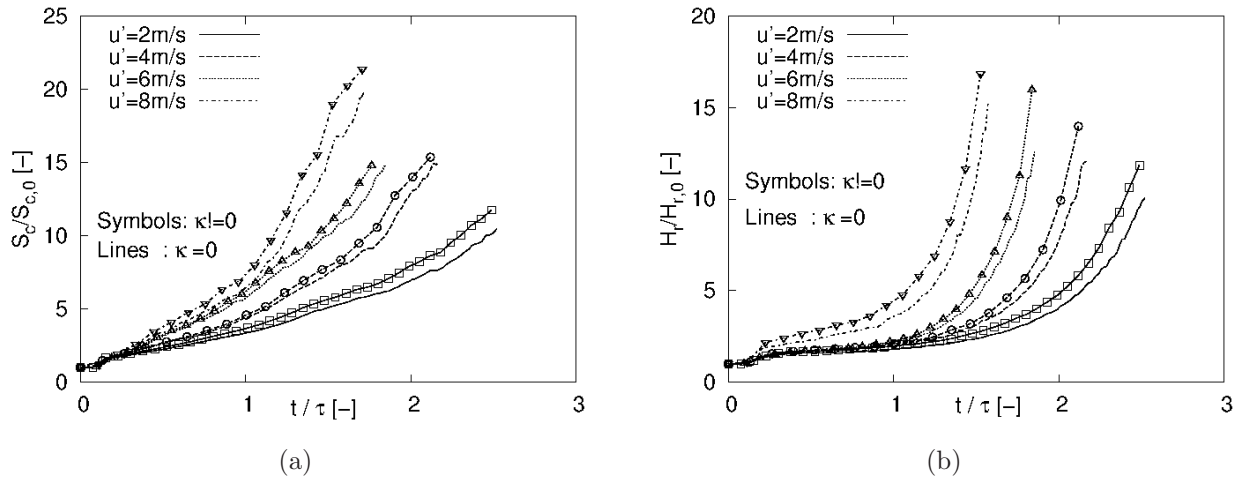 25
20
15
10
5
0
S_c/S_{c,0} [–]
u'=2m/s
u'=4m/s
u'=6m/s
u'=8m/s
Symbols: κ!=0
Lines : κ=0
0 1 2 3
t / τ [–]
(a)
20
15
10
5
0
H_r/H_{r,0} [–]
u'=2m/s
u'=4m/s
u'=6m/s
u'=8m/s
Symbols: κ!=0
Lines : κ=0
0 1 2 3
t / τ [–]
(b)